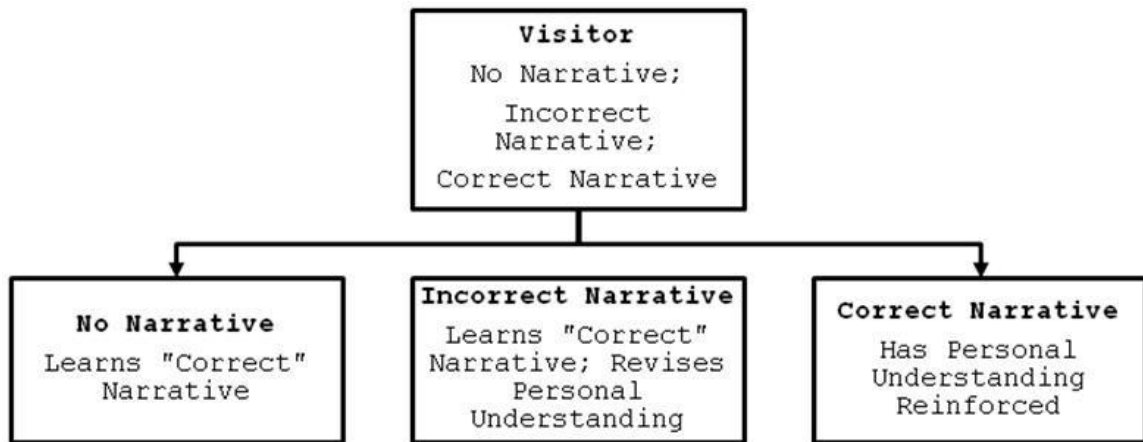 Visitor
No Narrative;
Incorrect
Narrative;
Correct Narrative
No Narrative
Learns "Correct"
Narrative
Incorrect Narrative
Learns "Correct"
Narrative; Revises
Personal
Understanding
Correct Narrative
Has Personal
Understanding
Reinforced